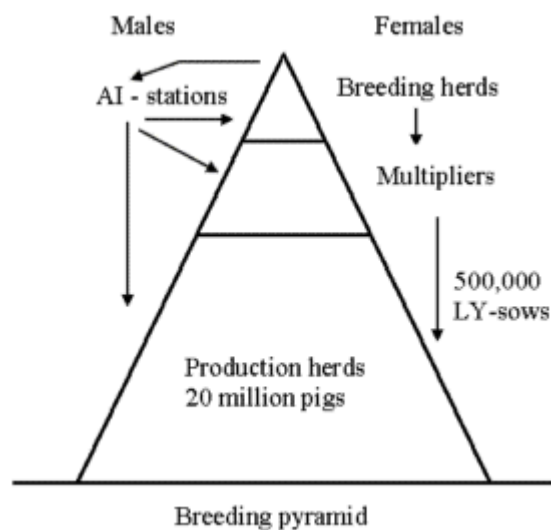 Males
Females
AI - stations
Breeding herds
Multipliers
500,000
LY-sows
Production herds
20 million pigs
Breeding pyramid